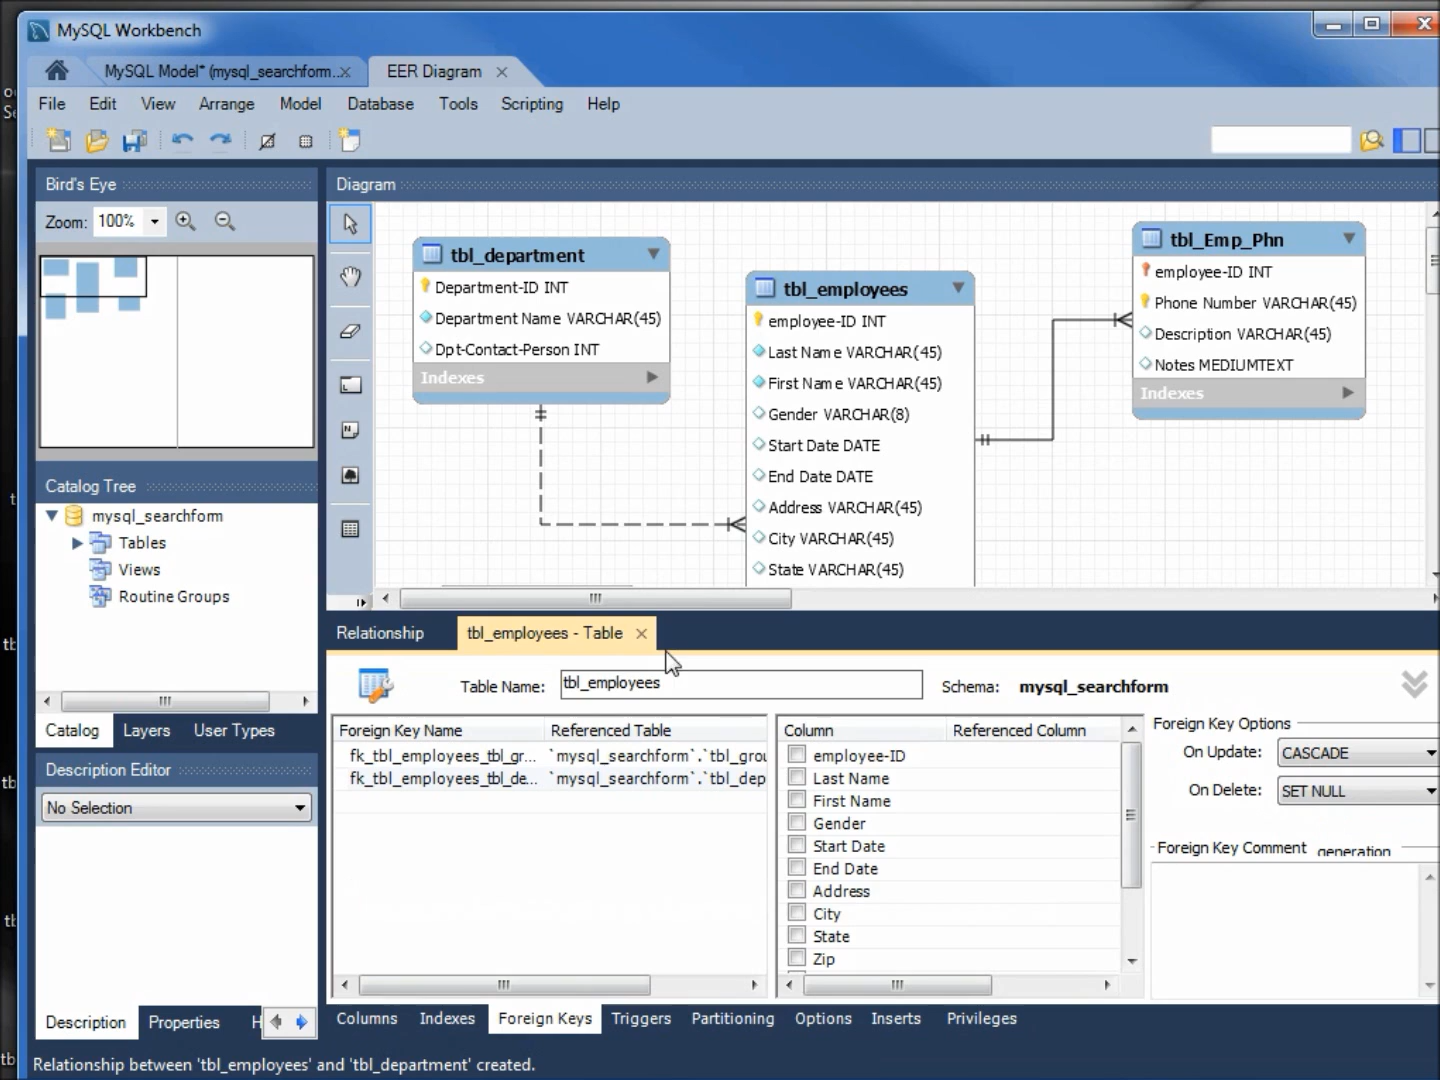 MySQL Workbench
MySQL Model* (mysql_searchform...
EER Diagram
File Edit View Arrange Model Database Tools Scripting Help
Bird's Eye
Zoom: 100%
Diagram
tbl_department
Department-ID INT
Department Name VARCHAR(45)
Dpt-Contact-Person INT
Indexes
tbl_employees
employee-ID INT
Last Name VARCHAR(45)
First Name VARCHAR(45)
Gender VARCHAR(8)
Start Date DATE
End Date DATE
Address VARCHAR(45)
City VARCHAR(45)
State VARCHAR(45)
tbl_Emp_Phn
employee-ID INT
Phone Number VARCHAR(45)
Description VARCHAR(45)
Notes MEDIUMTEXT
Indexes
Catalog Tree
mysql_searchform
Tables
Views
Routine Groups
Catalog Layers User Types
Description Editor
No Selection
Description Properties H
Relationship
tbl_employees - Table
Table Name: tbl_employees
Schema: mysql_searchform
Foreign Key Name Referenced Table
fk_tbl_employees_tbl_gr... `mysql_searchform`.`tbl_grou
fk_tbl_employees_tbl_de... `mysql_searchform`.`tbl_dep
Column Referenced Column
employee-ID
Last Name
First Name
Gender
Start Date
End Date
Address
City
State
Zip
Foreign Key Options
On Update: CASCADE
On Delete: SET NULL
Foreign Key Comment
generation
Columns Indexes Foreign Keys Triggers Partitioning Options Inserts Privileges
Relationship between 'tbl_employees' and 'tbl_department' created.